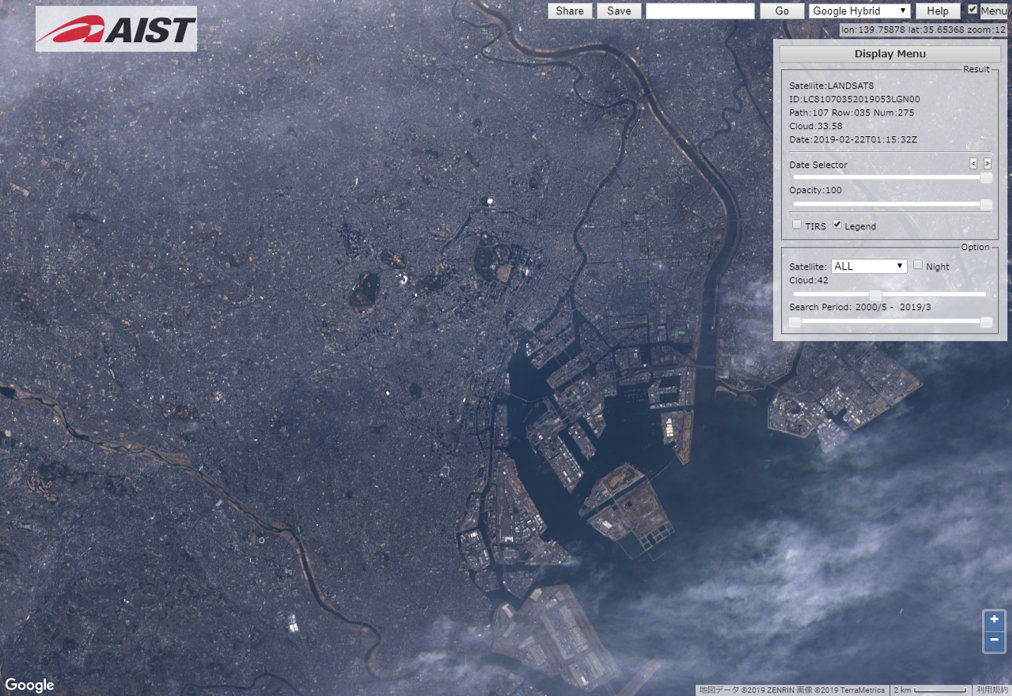 AIST
Share Save Go Google Hybrid Help Menu
lon:139.75878 lat:35.65368 zoom:12
Display Menu
Result
Satellite:LANDSAT8
ID:LC81070352019053LGN00
Path:107 Row:035 Num:275
Cloud:33.58
Date:2019-02-22T01:15:32Z
Date Selector < >
Opacity:100
TIRS Legend
Option
Satellite: ALL Night
Cloud:42
Search Period: 2000/5 - 2019/3
+
−
Google
地図データ ©2019 ZENRIN 画像 ©2019 TerraMetrics 2 km 利用規約